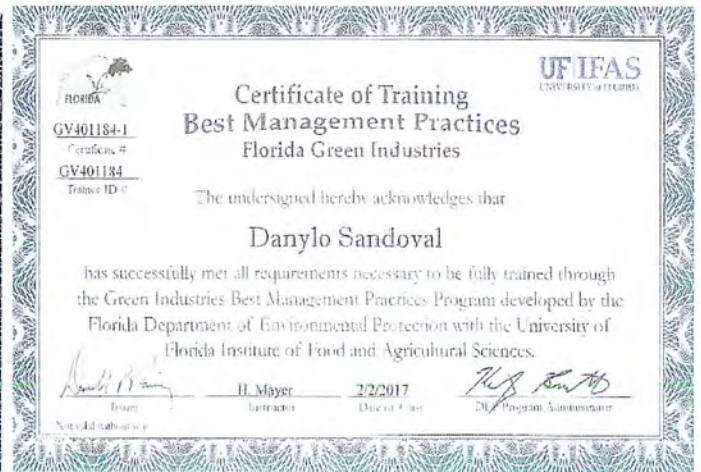 FLORIDA
UF IFAS
UNIVERSITY of FLORIDA
GV401184-1
Certificate #
GV401184
Trainee ID #
Certificate of Training
Best Management Practices
Florida Green Industries
The undersigned hereby acknowledges that
Danylo Sandoval
has successfully met all requirements necessary to be fully trained through
the Green Industries Best Management Practices Program developed by the
Florida Department of Environmental Protection with the University of
Florida Institute of Food and Agricultural Sciences.
H. Mayer
2/2/2017
Issuer
Instructor
Date of Class
DEP Program Administrator
Not valid without seal